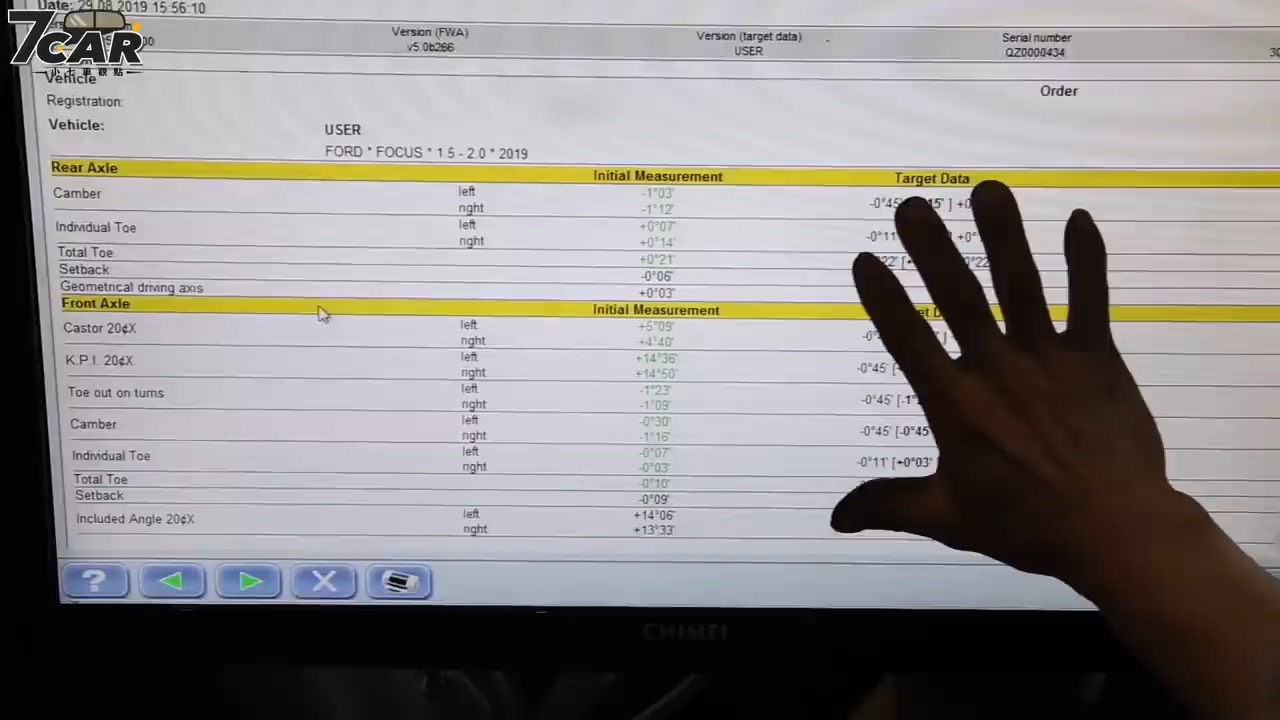 Date: 29.08.2019 15:56:10
7CAR
小七車觀點
Version (FWA)
v5.0b266
Version (target data)
USER
Serial number
QZ0000434
Vehicle
Order
Registration:
Vehicle:
USER
FORD * FOCUS * 1.5 - 2.0 * 2019
Rear Axle Initial Measurement Target Data
Camber left -1°03'
right -1°12'
Individual Toe left +0°07'
right +0°14'
Total Toe +0°21'
Setback -0°06'
Geometrical driving axis +0°03'
Front Axle Initial Measurement
Castor 20¢X left +5°09'
right +4°40'
K.P.I. 20¢X left +14°36'
right +14°50' -0°45'
Toe out on turns left -1°23'
right -1°09' -0°45'
Camber left -0°30'
right -1°16' -0°45' [-0°45'
Individual Toe left -0°07'
right -0°03' -0°11' [+0°03'
Total Toe -0°10'
Setback -0°09'
Included Angle 20¢X left +14°06'
right +13°33'
?
X
CHIMEI